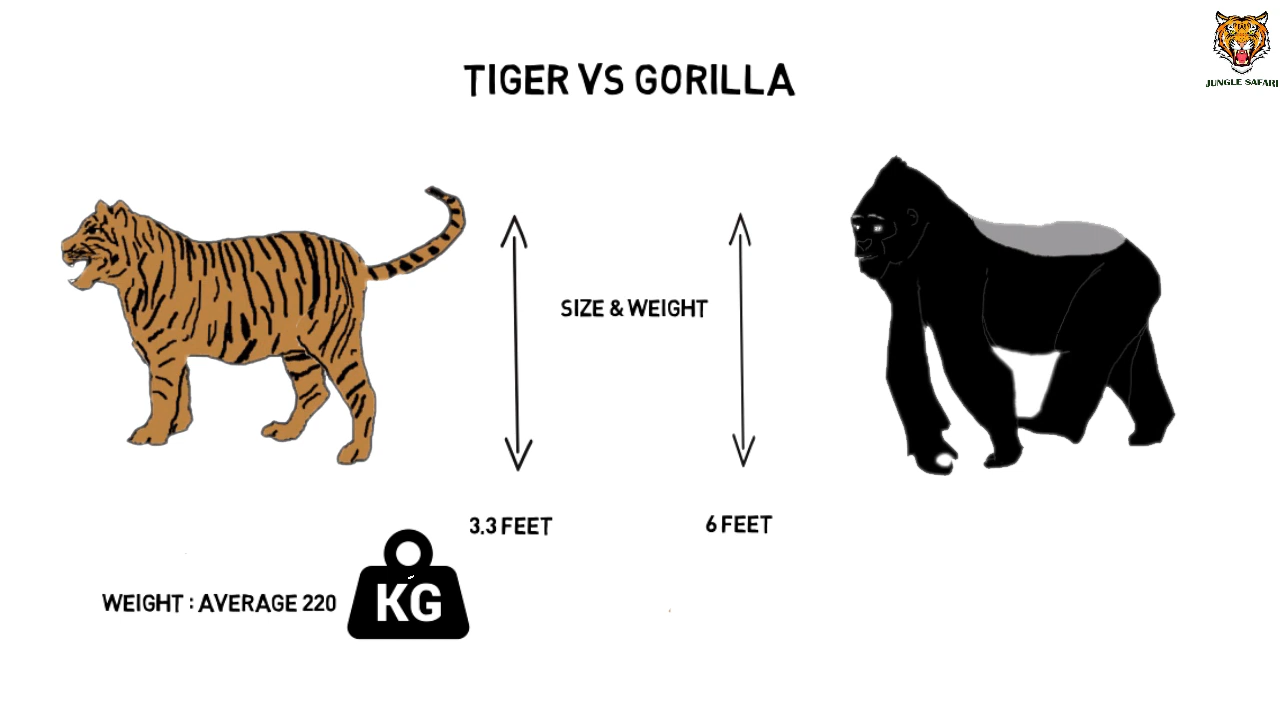 JUNGLE SAFARI
TIGER VS GORILLA
SIZE & WEIGHT
3.3 FEET
6 FEET
WEIGHT : AVERAGE 220
KG